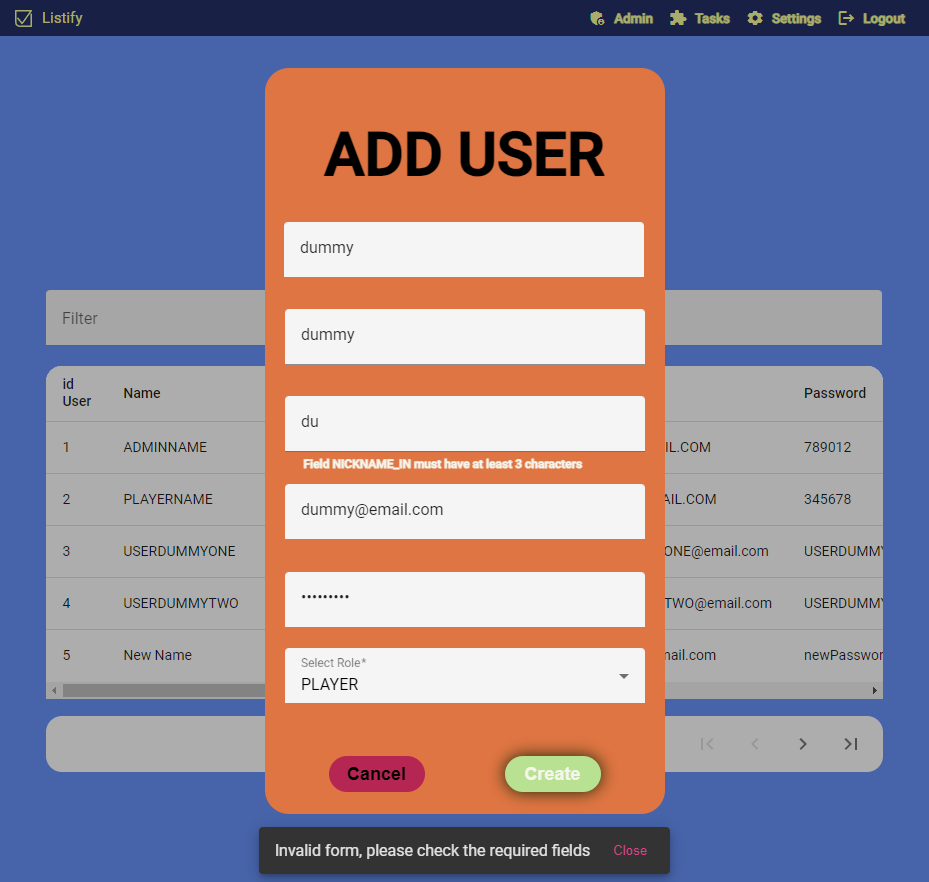 Listify
Admin
Tasks
Settings
Logout
ADD USER
dummy
dummy
du
Field NICKNAME_IN must have at least 3 characters
dummy@email.com
•••••••••
Select Role*
PLAYER
Cancel
Create
Filter
id User Name Password
1 ADMINNAME IL.COM 789012
2 PLAYERNAME AIL.COM 345678
3 USERDUMMYONE ONE@email.com USERDUMMY
4 USERDUMMYTWO TWO@email.com USERDUMMY
5 New Name nail.com newPasswor
Invalid form, please check the required fields Close